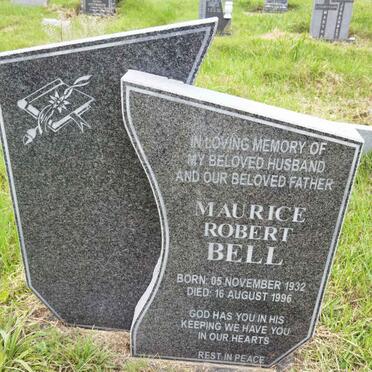 IN LOVING MEMORY OF
MY BELOVED HUSBAND
AND OUR BELOVED FATHER
MAURICE
ROBERT
BELL
BORN: 05 NOVEMBER 1932
DIED: 16 AUGUST 1996
GOD HAS YOU IN HIS
KEEPING WE HAVE YOU
IN OUR HEARTS
REST IN PEACE